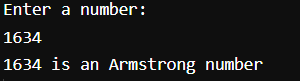 Enter a number:
1634
1634 is an Armstrong number